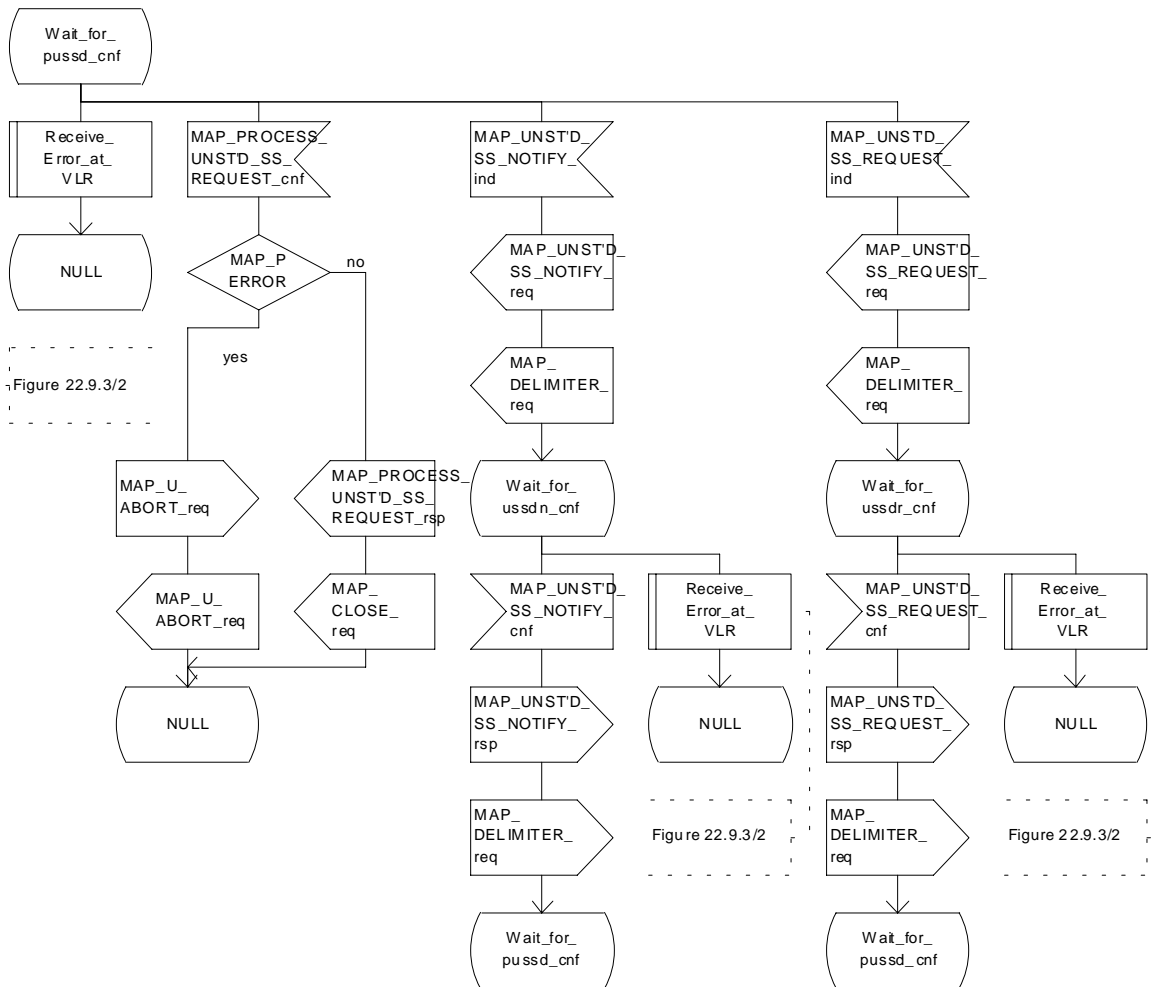 Wait_for_
pussd_cnf
Receive_
Error_at_
VLR
MAP_PROCESS_
UNST'D_SS_
REQUEST_cnf
MAP_UNST'D_
SS_NOTIFY_
ind
MAP_UNST'D_
SS_REQUEST_
ind
NULL
MAP_P
ERROR
no
MAP_UNST'D_
SS_NOTIFY_
req
MAP_UNST'D_
SS_REQUEST_
req
yes
Figure 22.9.3/2
MAP_
DELIMITER_
req
MAP_
DELIMITER_
req
MAP_U_
ABORT_req
MAP_PROCESS_
UNST'D_SS_
REQUEST_rsp
Wait_for_
ussdn_cnf
Wait_for_
ussdr_cnf
MAP_U_
ABORT_req
MAP_
CLOSE_
req
MAP_UNST'D_
SS_NOTIFY_
cnf
Receive_
Error_at_
VLR
MAP_UNST'D_
SS_REQUEST_
cnf
Receive_
Error_at_
VLR
NULL
MAP_UNST'D_
SS_NOTIFY_
rsp
NULL
MAP_UNST'D_
SS_REQUEST_
rsp
NULL
MAP_
DELIMITER_
req
Figure 22.9.3/2
MAP_
DELIMITER_
req
Figure 22.9.3/2
Wait_for_
pussd_cnf
Wait_for_
pussd_cnf